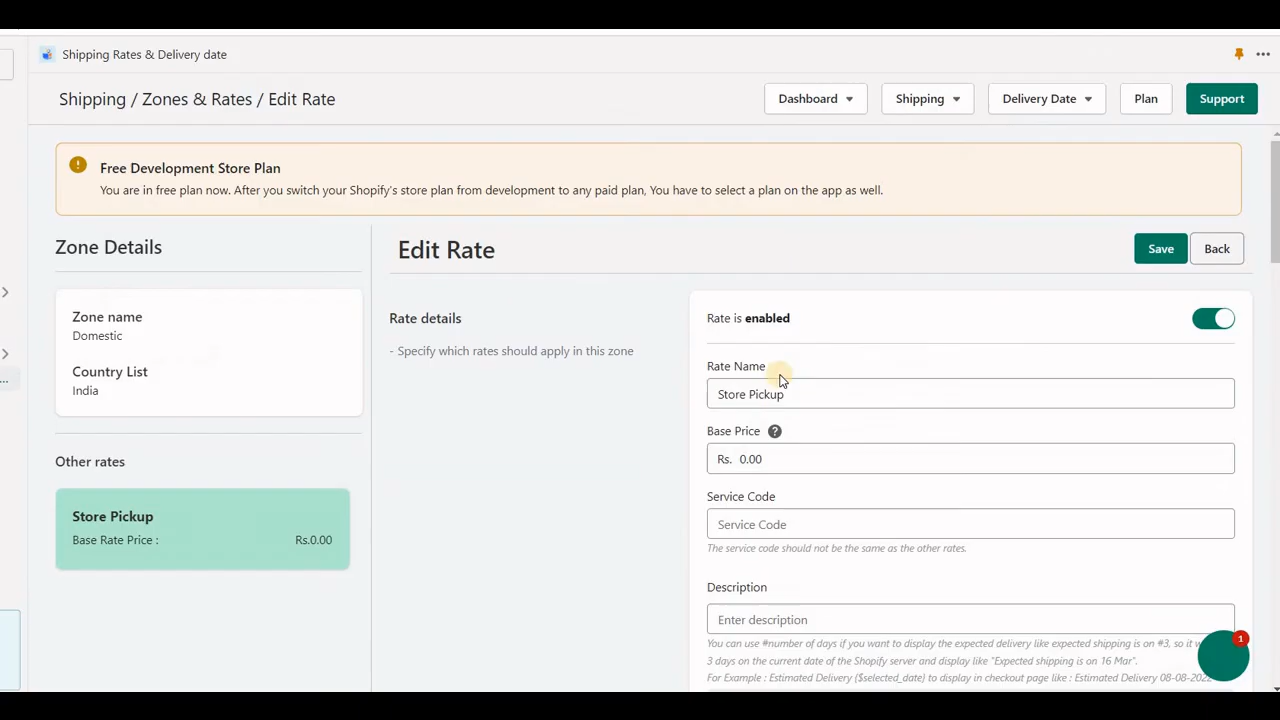 Shipping Rates & Delivery date
Shipping / Zones & Rates / Edit Rate
Dashboard
Shipping
Delivery Date
Plan
Support
Free Development Store Plan
You are in free plan now. After you switch your Shopify's store plan from development to any paid plan, You have to select a plan on the app as well.
Zone Details
Zone name
Domestic
Country List
India
Other rates
Store Pickup
Base Rate Price :
Rs.0.00
Edit Rate
Save
Back
Rate details
- Specify which rates should apply in this zone
Rate is enabled
Rate Name
Store Pickup
Base Price ?
Rs. 0.00
Service Code
Service Code
The service code should not be the same as the other rates.
Description
Enter description
You can use #number of days if you want to display the expected delivery like expected shipping is on #3, so it
3 days on the current date of the Shopify server and display like "Expected shipping is on 16 Mar".
For Example : Estimated Delivery ($selected_date) to display in checkout page like : Estimated Delivery 08-08-2022
1